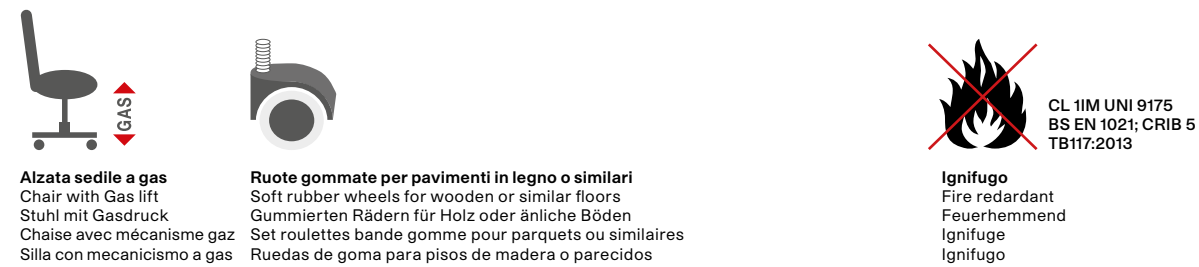 GAS
Alzata sedile a gas
Chair with Gas lift
Stuhl mit Gasdruck
Chaise avec mécanisme gaz
Silla con mecanicismo a gas
Ruote gommate per pavimenti in legno o similari
Soft rubber wheels for wooden or similar floors
Gummierten Rädern für Holz oder änliche Böden
Set roulettes bande gomme pour parquets ou similaires
Ruedas de goma para pisos de madera o parecidos
CL 1IM UNI 9175
BS EN 1021; CRIB 5
TB117:2013
Ignifugo
Fire redardant
Feuerhemmend
Ignifuge
Ignifugo